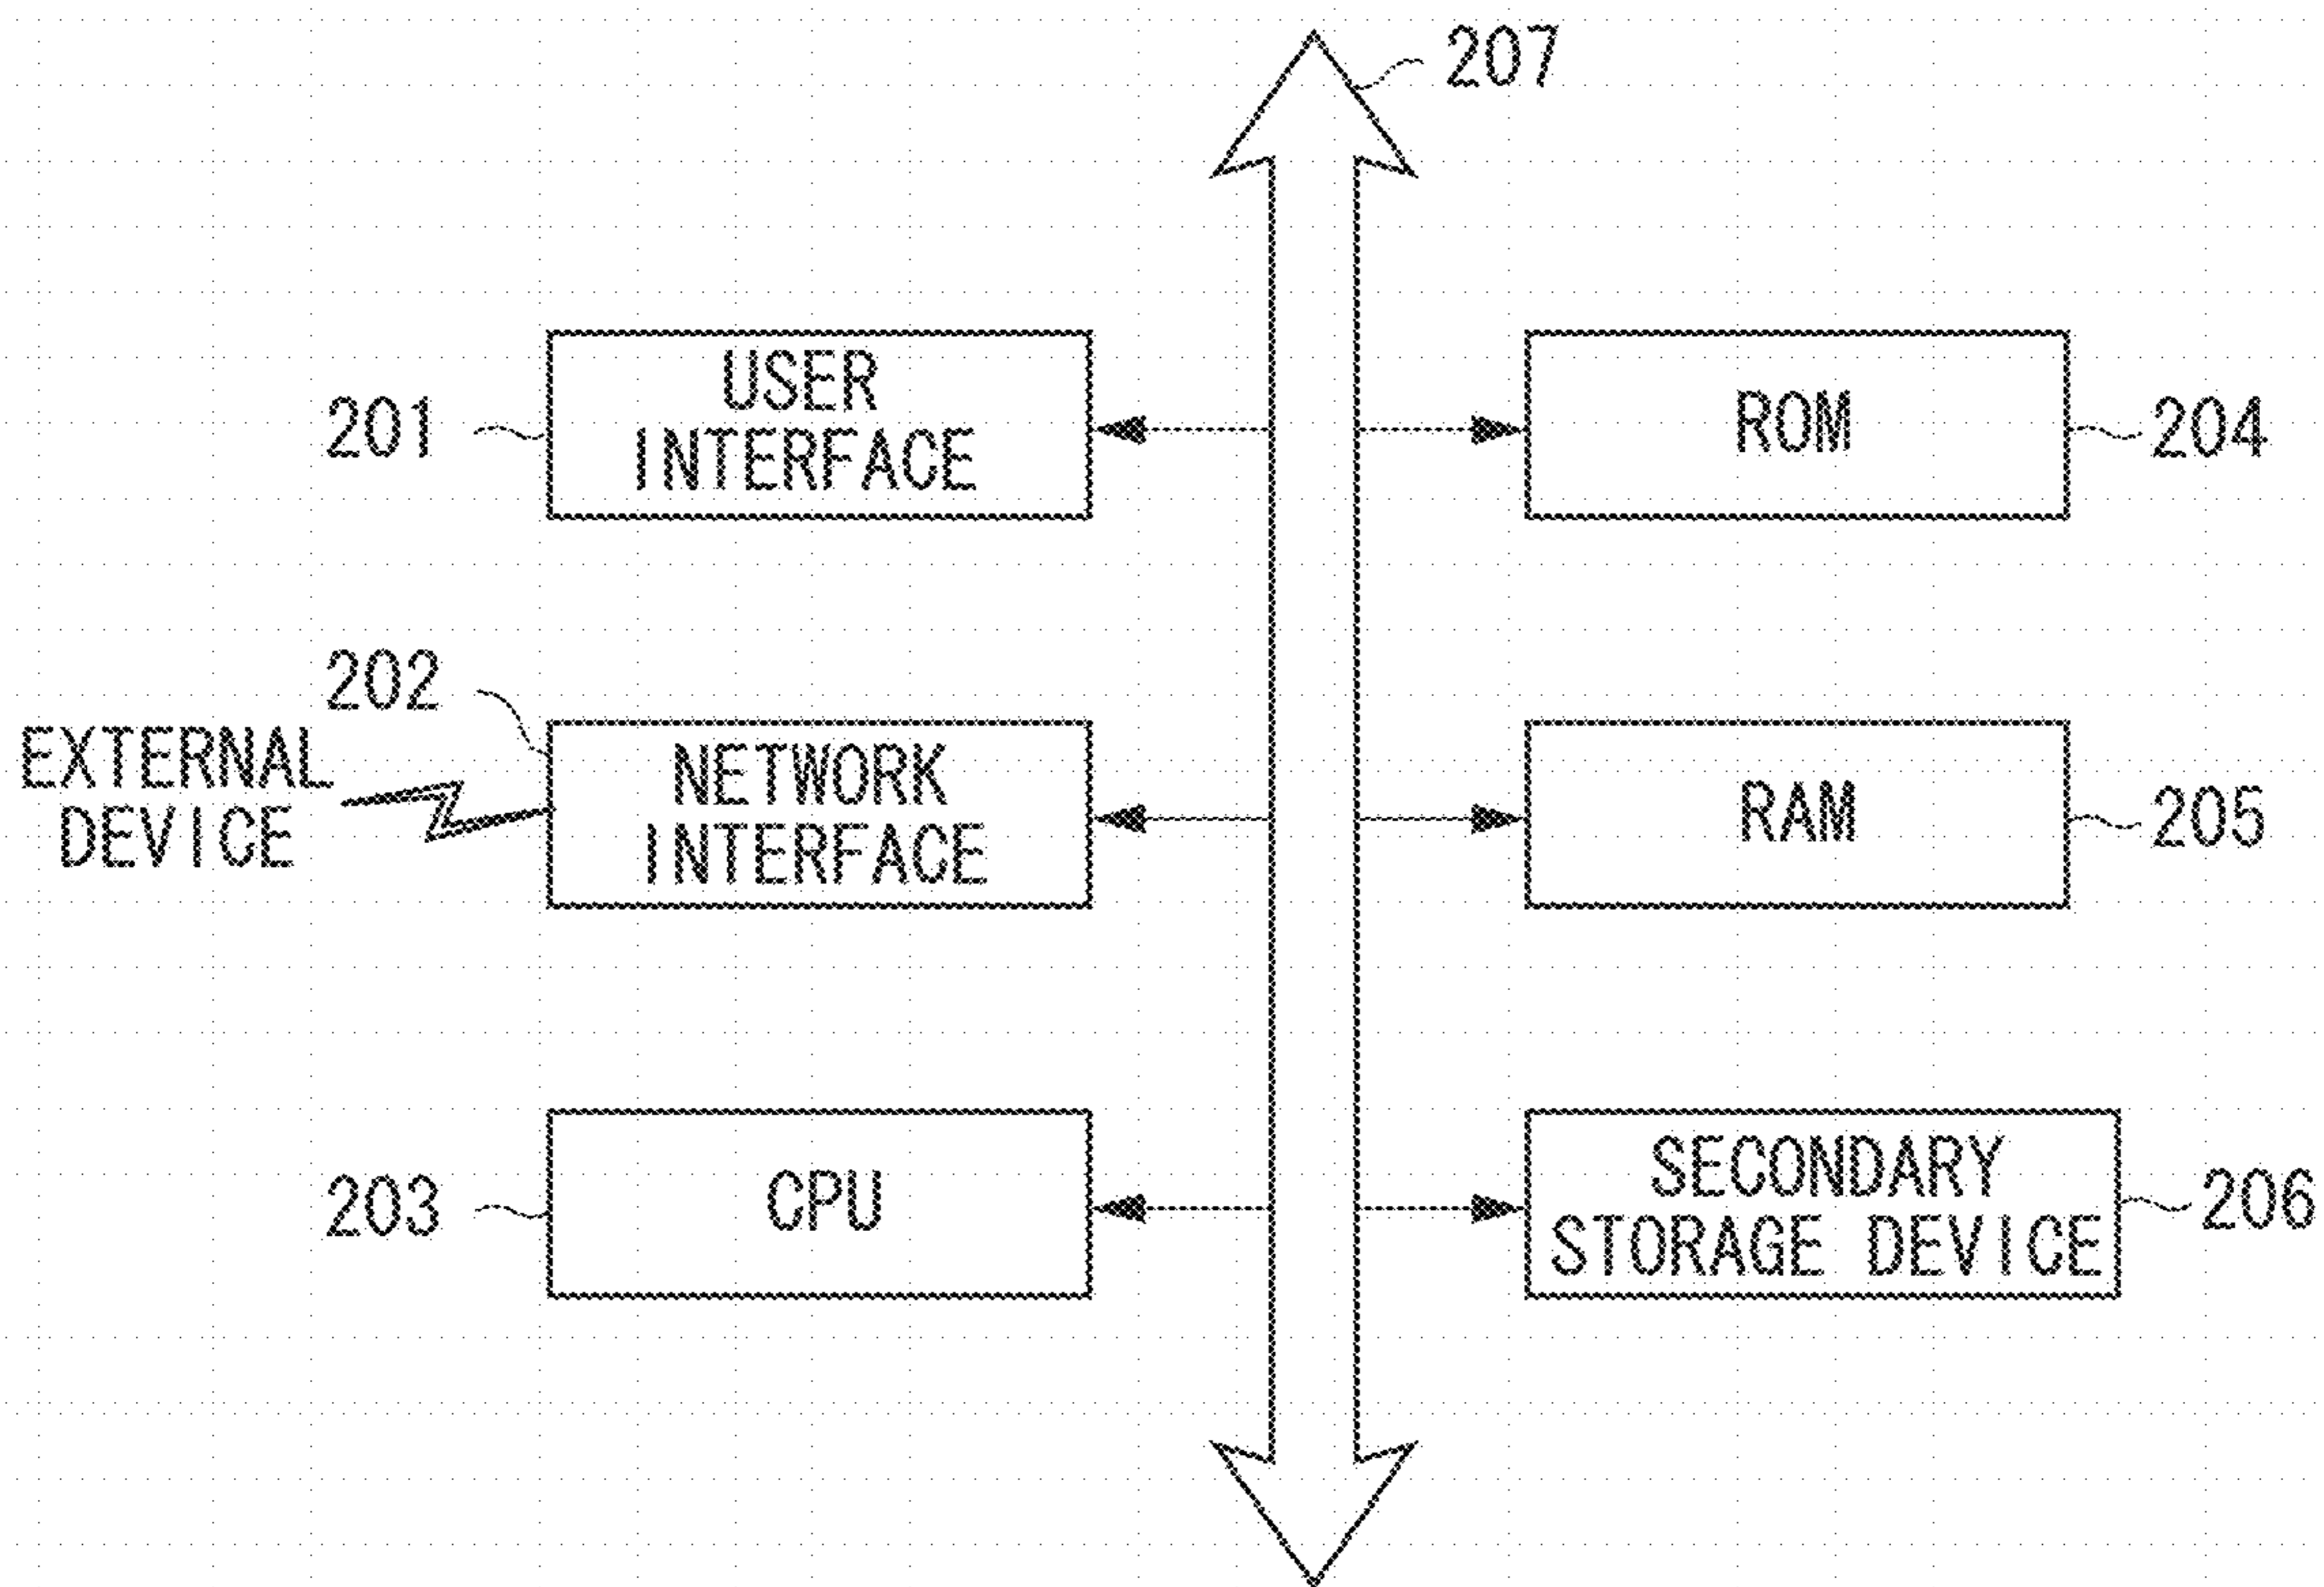 207
201
USER
INTERFACE
ROM
204
202
EXTERNAL
DEVICE
NETWORK
INTERFACE
RAM
205
203
CPU
SECONDARY
STORAGE DEVICE
206